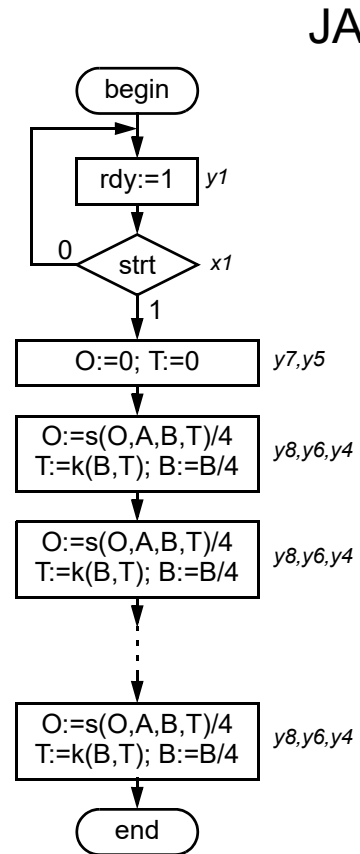 JA
begin
rdy:=1 y1
0
strt x1
1
O:=0; T:=0 y7,y5
O:=s(O,A,B,T)/4
T:=k(B,T); B:=B/4 y8,y6,y4
O:=s(O,A,B,T)/4
T:=k(B,T); B:=B/4 y8,y6,y4
O:=s(O,A,B,T)/4
T:=k(B,T); B:=B/4 y8,y6,y4
end